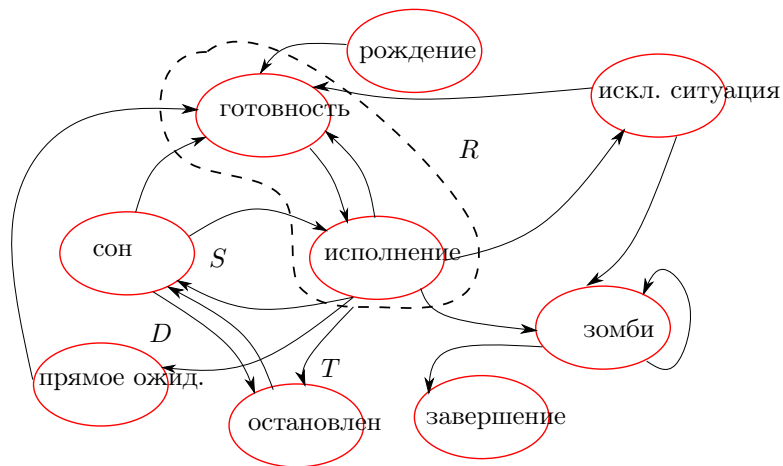 рождение
искл. ситуация
готовность
R
сон
S
исполнение
D
зомби
прямое ожид.
T
остановлен
завершение